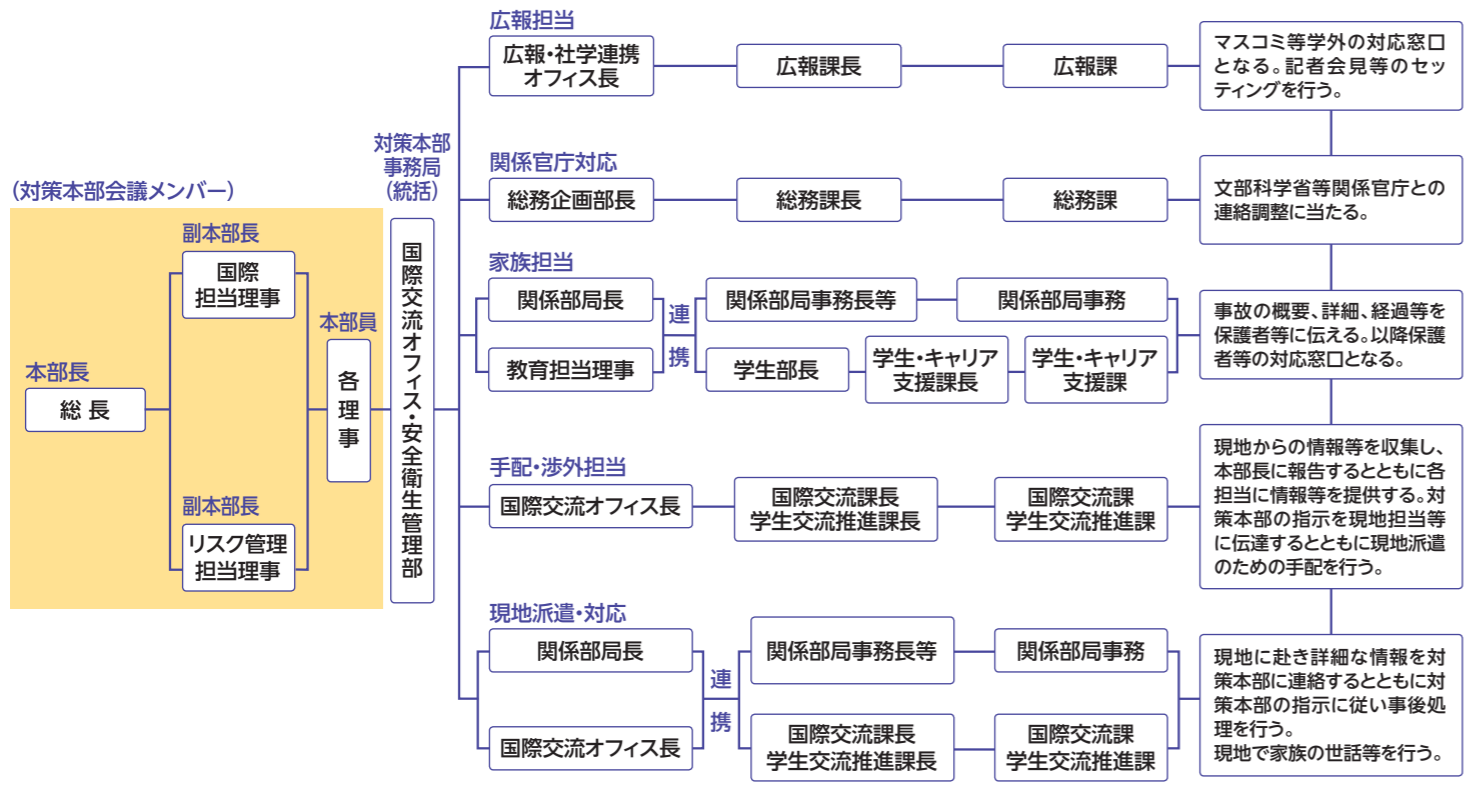 (対策本部会議メンバー)
本部長
総 長
副本部長
国際
担当理事
副本部長
リスク管理
担当理事
本部員
各理事
対策本部
事務局
(統括)
国際交流オフィス・安全衛生管理部
広報担当
広報・社学連携
オフィス長
広報課長
広報課
マスコミ等学外の対応窓口
となる。記者会見等のセッ
ティングを行う。
関係官庁対応
総務企画部長
総務課長
総務課
文部科学省等関係官庁との
連絡調整に当たる。
家族担当
関係部局長
教育担当理事
連
携
関係部局事務長等
関係部局事務
学生部長
学生・キャリア
支援課長
学生・キャリア
支援課
事故の概要、詳細、経過等を
保護者等に伝える。以降保護
者等の対応窓口となる。
手配・渉外担当
国際交流オフィス長
国際交流課長
学生交流推進課長
国際交流課
学生交流推進課
現地からの情報等を収集し、
本部長に報告するとともに各
担当に情報等を提供する。対
策本部の指示を現地担当等
に伝達するとともに現地派遣
のための手配を行う。
現地派遣・対応
関係部局長
国際交流オフィス長
連
携
関係部局事務長等
関係部局事務
国際交流課長
学生交流推進課長
国際交流課
学生交流推進課
現地に赴き詳細な情報を対
策本部に連絡するとともに対
策本部の指示に従い事後処
理を行う。
現地で家族の世話等を行う。